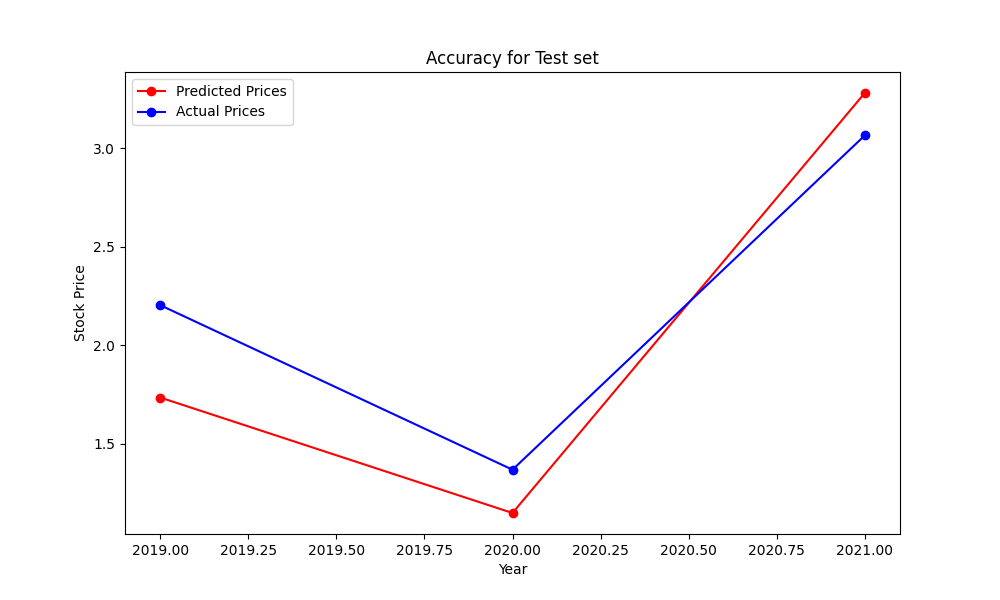 Accuracy for Test set
Predicted Prices
Actual Prices
3.0
2.5
2.0
1.5
Stock Price
2019.00 2019.25 2019.50 2019.75 2020.00 2020.25 2020.50 2020.75 2021.00
Year